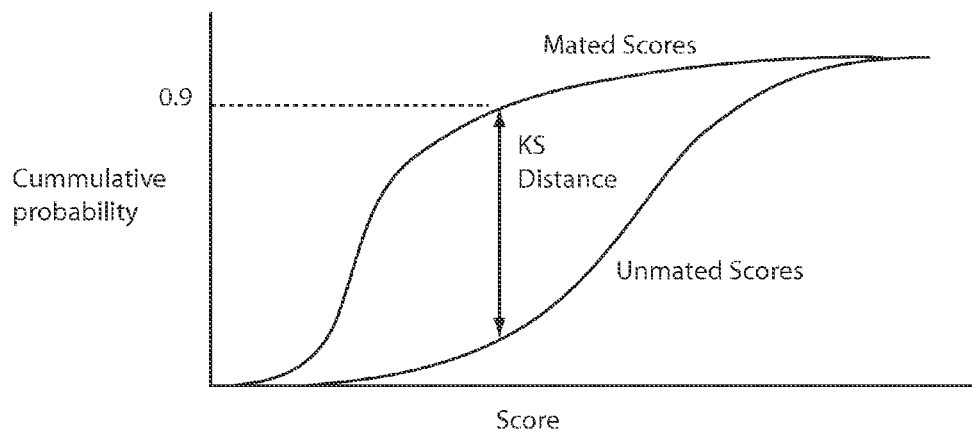 Mated Scores
0.9
KS
Distance
Cummulative
probability
Unmated Scores
Score